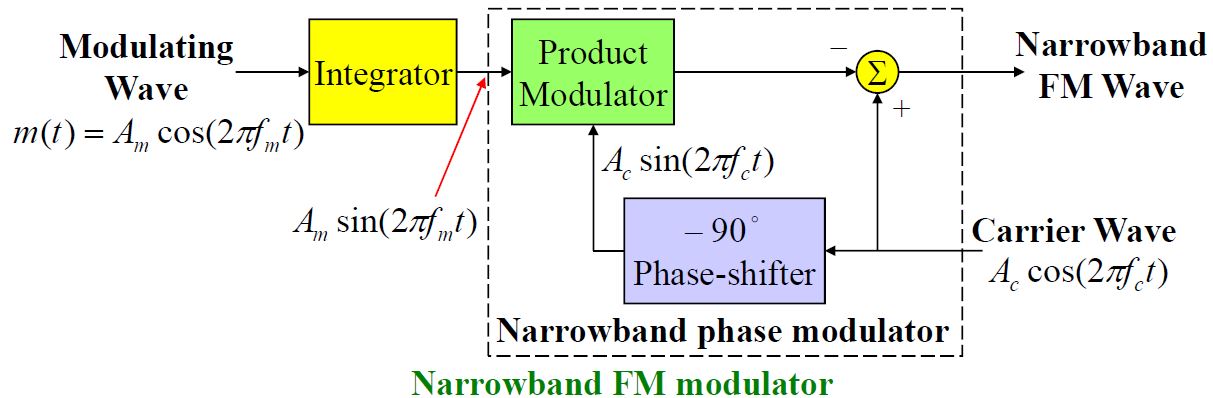 Modulating
Wave
m(t) = A_m cos(2πf_m t)
Integrator
A_m sin(2πf_m t)
Product
Modulator
A_c sin(2πf_c t)
– 90°
Phase-shifter
–
Σ
+
Narrowband
FM Wave
Carrier Wave
A_c cos(2πf_c t)
Narrowband phase modulator
Narrowband FM modulator